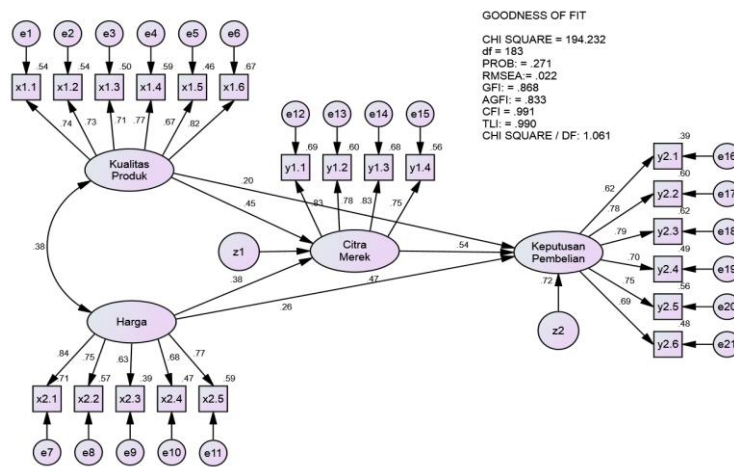 GOODNESS OF FIT
CHI SQUARE = 194.232
df = 183
PROB: = .271
RMSEA:= .022
GFI: = .868
AGFI: = .833
CFI: = .991
TLI: = .990
CHI SQUARE / DF: 1.061
e1 e2 e3 e4 e5 e6
.54 .54 .50 .59 .46 .67
x1.1 x1.2 x1.3 x1.4 x1.5 x1.6
.74 .73 .71 .77 .67 .82
Kualitas
Produk
e12 e13 e14 e15
.69 .60 .68 .56
y1.1 y1.2 y1.3 y1.4
.83 .78 .83 .75
.20
.45
.38
z1
Citra
Merek
.47
.54
.38
.26
Harga
.84 .75 .63 .68 .77
.71 .57 .39 .47 .59
x2.1 x2.2 x2.3 x2.4 x2.5
e7 e8 e9 e10 e11
Keputusan
Pembelian
.72
z2
.62 .78 .79 .70 .75 .69
.39
y2.1 e16
.60
y2.2 e17
.62
y2.3 e18
.49
y2.4 e19
.56
y2.5 e20
.48
y2.6 e21